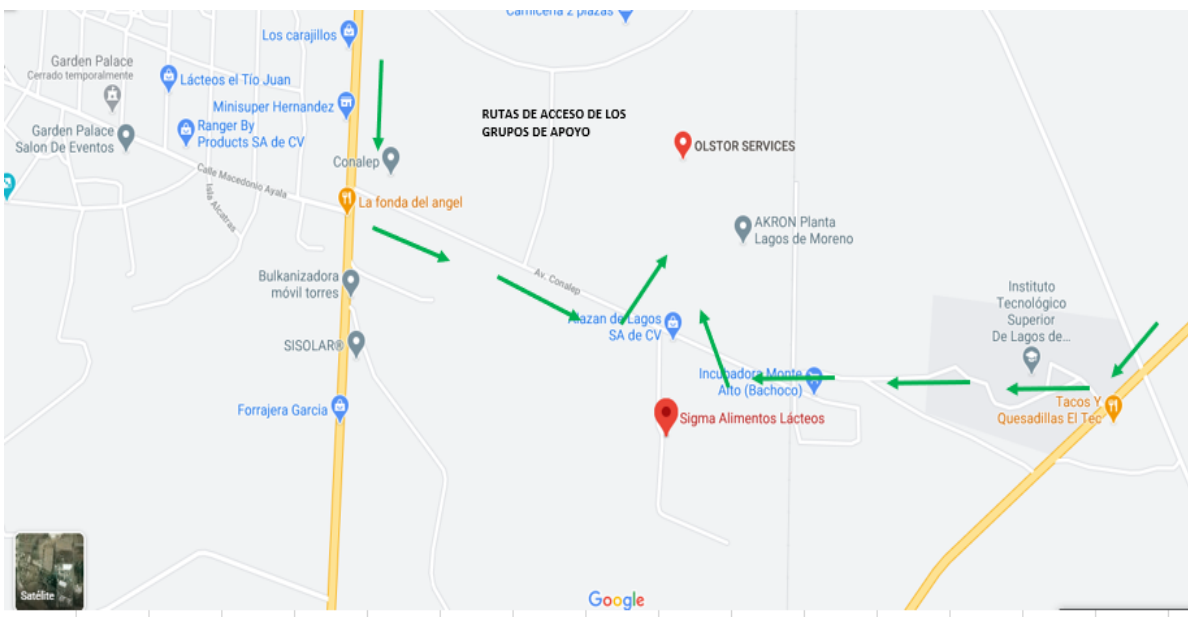 Carnicería 2 plazas
Los carajillos
Garden Palace
Cerrado temporalmente
Lácteos el Tío Juan
Minisuper Hernandez
RUTAS DE ACCESO DE LOS
GRUPOS DE APOYO
Ranger By
Products SA de CV
Garden Palace
Salon De Eventos
Conalep
OLSTOR SERVICES
Calle Macedonio Ayala
Isla Alcatras
La fonda del angel
AKRON Planta
Lagos de Moreno
Av. Conalep
Bulkanizadora
móvil torres
Instituto
Tecnológico
Superior
De Lagos de...
Alazan de Lagos
SA de CV
SISOLAR®
Incubadora Monte
Alto (Bachoco)
Forrajera Garcia
Sigma Alimentos Lácteos
Tacos Y
Quesadillas El Tec
Satélite
Google